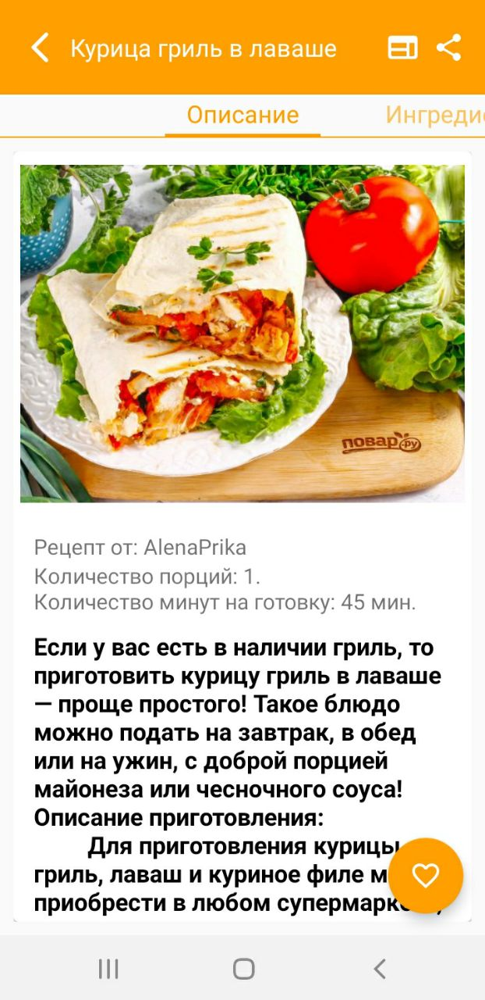 Курица гриль в лаваше
Описание
Ингреди
повар.ру
Рецепт от: AlenaPrika
Количество порций: 1.
Количество минут на готовку: 45 мин.
Если у вас есть в наличии гриль, то
приготовить курицу гриль в лаваше
— проще простого! Такое блюдо
можно подать на завтрак, в обед
или на ужин, с доброй порцией
майонеза или чесночного соуса!
Описание приготовления:
Для приготовления курицы
гриль, лаваш и куриное филе
приобрести в любом